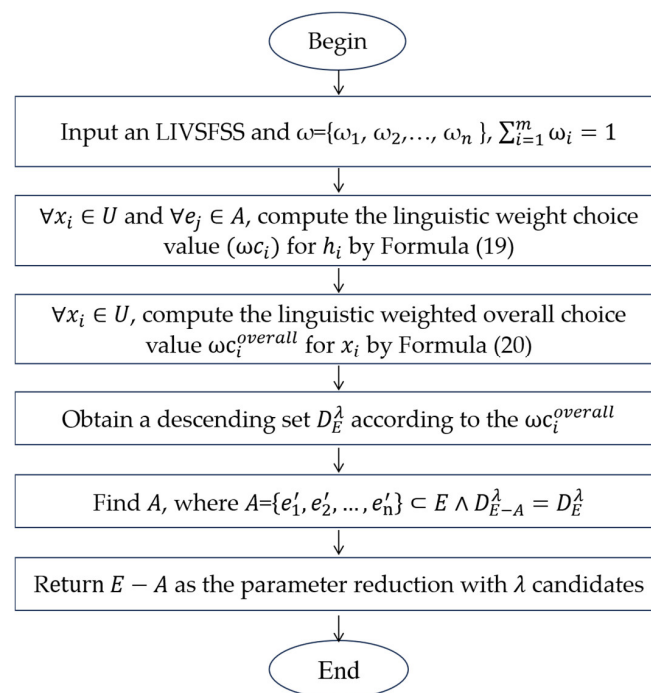 Begin
Input an LIVSFSS and ω={ω₁, ω₂,…, ωₙ }, ∑ᵢ₌₁ᵐ ωᵢ = 1
∀xᵢ ∈ U and ∀eⱼ ∈ A, compute the linguistic weight choice
value (ωcᵢ) for hᵢ by Formula (19)
∀xᵢ ∈ U, compute the linguistic weighted overall choice
value ωcᵢ^{overall} for xᵢ by Formula (20)
Obtain a descending set D_E^λ according to the ωcᵢ^{overall}
Find A, where A={e′₁, e′₂, … , e′ₙ} ⊂ E ∧ D_{E−A}^λ = D_E^λ
Return E − A as the parameter reduction with λ candidates
End